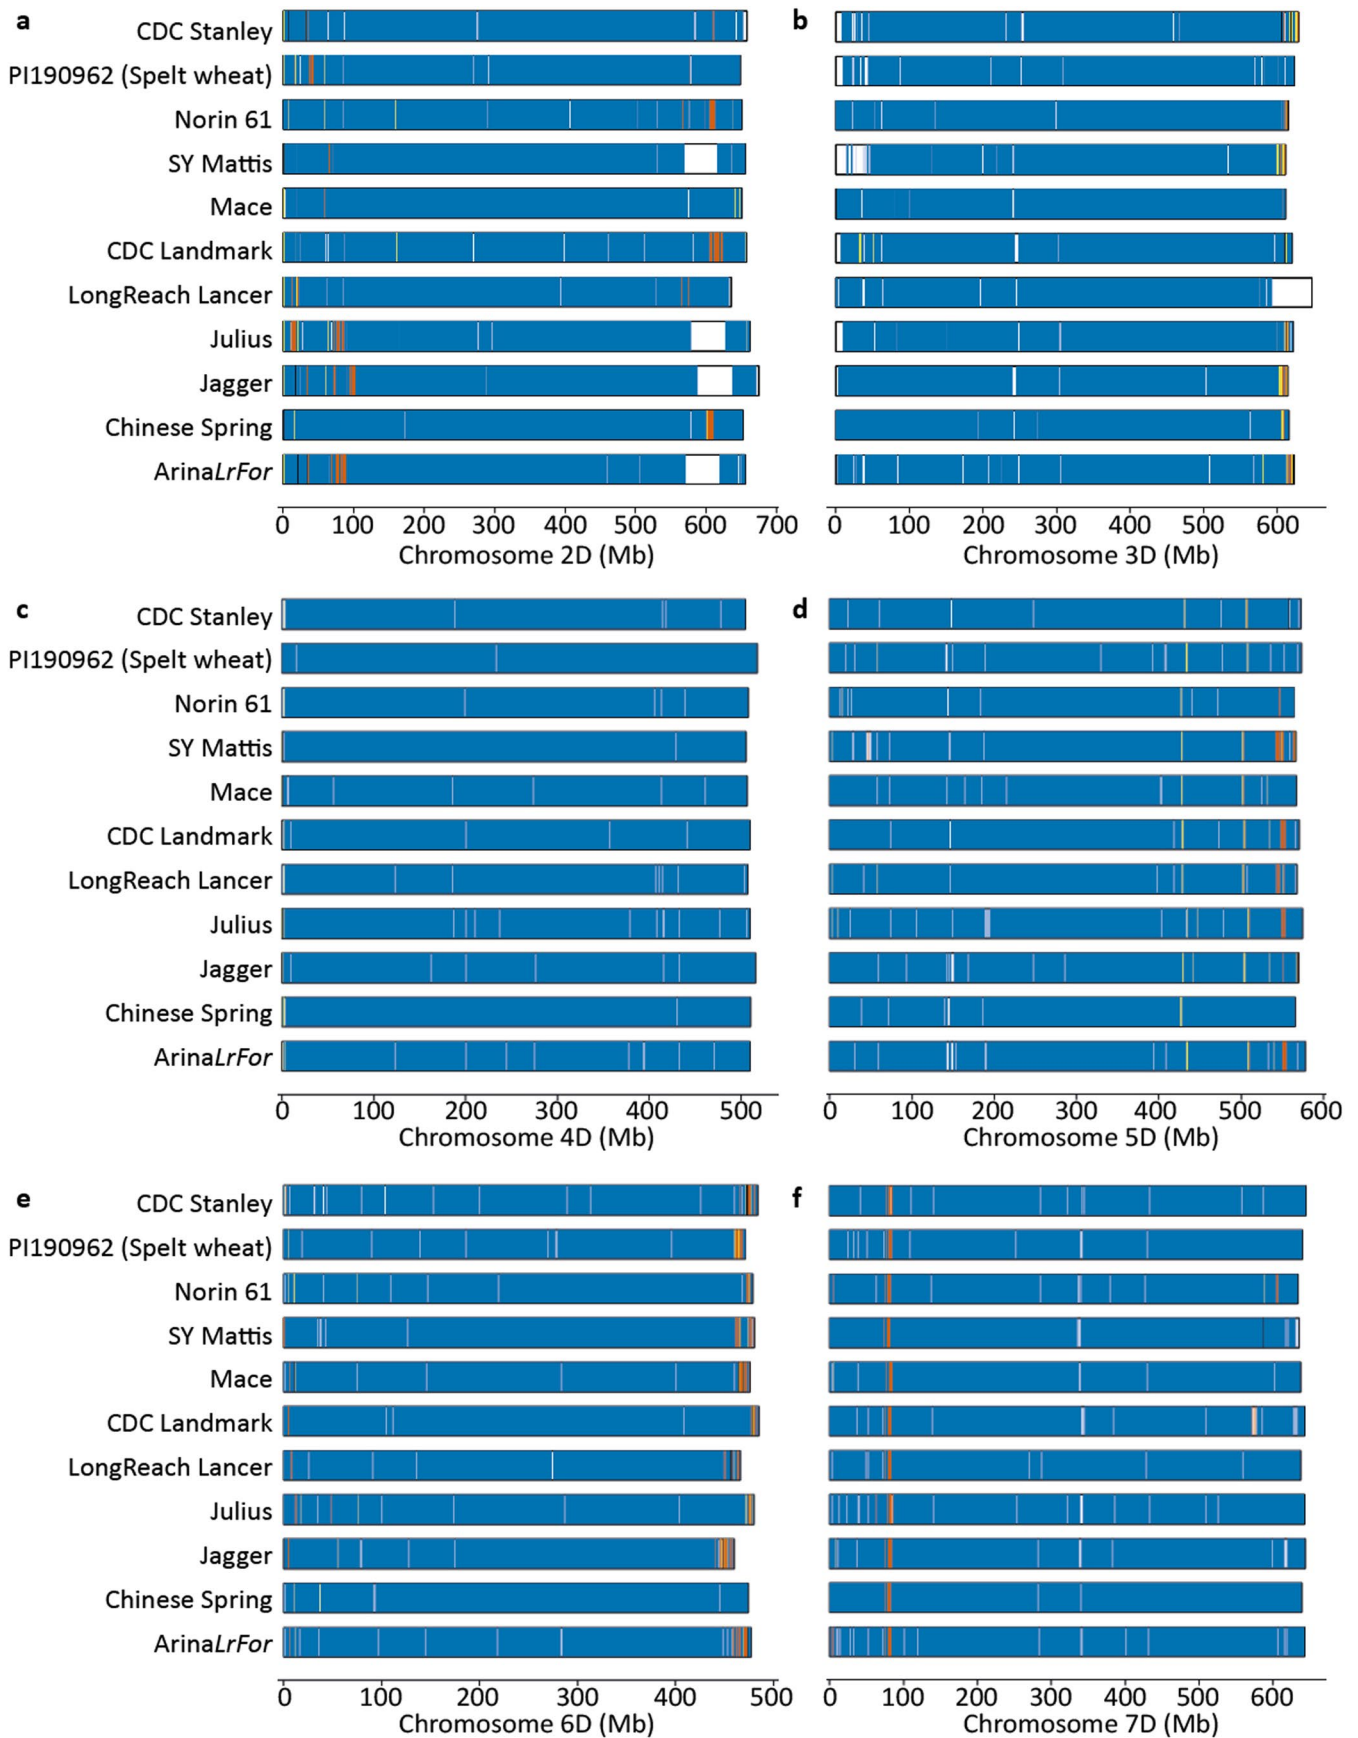 a
CDC Stanley
PI190962 (Spelt wheat)
Norin 61
SY Mattis
Mace
CDC Landmark
LongReach Lancer
Julius
Jagger
Chinese Spring
ArinaLrFor
0 100 200 300 400 500 600 700
Chromosome 2D (Mb)
b
0 100 200 300 400 500 600
Chromosome 3D (Mb)
c
CDC Stanley
PI190962 (Spelt wheat)
Norin 61
SY Mattis
Mace
CDC Landmark
LongReach Lancer
Julius
Jagger
Chinese Spring
ArinaLrFor
0 100 200 300 400 500
Chromosome 4D (Mb)
d
0 100 200 300 400 500 600
Chromosome 5D (Mb)
e
CDC Stanley
PI190962 (Spelt wheat)
Norin 61
SY Mattis
Mace
CDC Landmark
LongReach Lancer
Julius
Jagger
Chinese Spring
ArinaLrFor
0 100 200 300 400 500
Chromosome 6D (Mb)
f
0 100 200 300 400 500 600
Chromosome 7D (Mb)